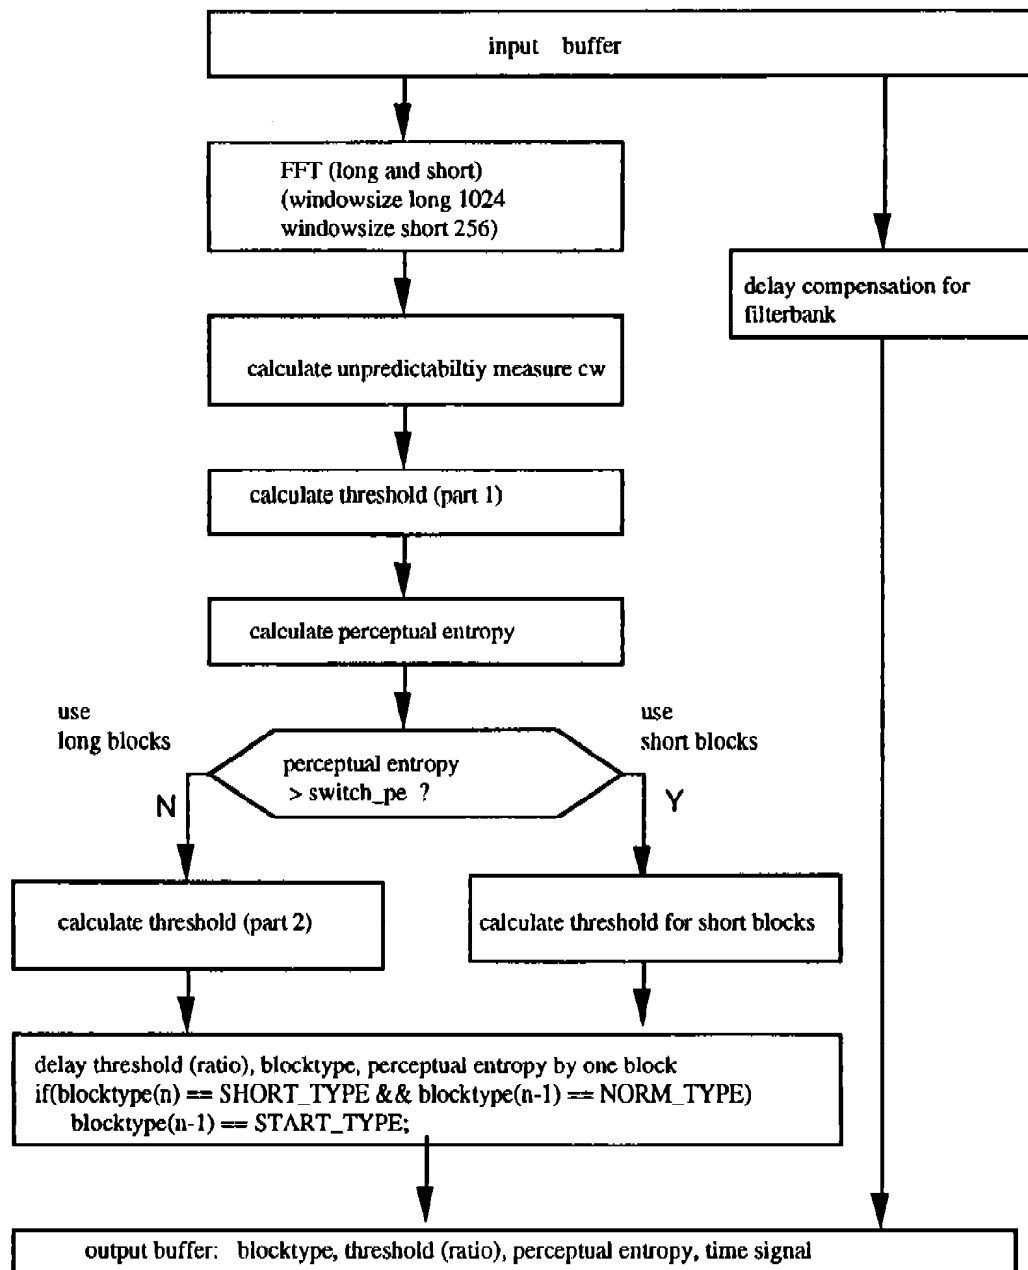 input buffer
FFT (long and short)
(windowsize long 1024
windowsize short 256)
delay compensation for
filterbank
calculate unpredictabiltiy measure cw
calculate threshold (part 1)
calculate perceptual entropy
use
long blocks
use
short blocks
perceptual entropy
> switch_pe ?
N
Y
calculate threshold (part 2)
calculate threshold for short blocks
delay threshold (ratio), blocktype, perceptual entropy by one block
if(blocktype(n) == SHORT_TYPE && blocktype(n-1) == NORM_TYPE)
blocktype(n-1) == START_TYPE;
output buffer: blocktype, threshold (ratio), perceptual entropy, time signal